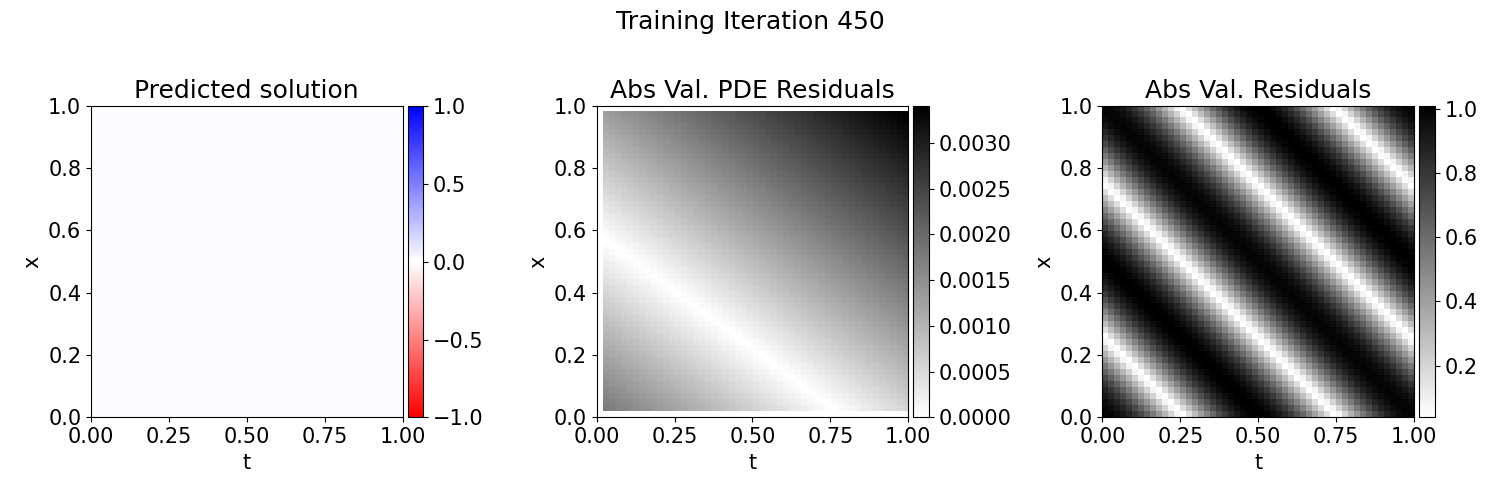 Training Iteration 450
Predicted solution
1.0
0.8
0.6
0.4
0.2
0.0
x
0.00 0.25 0.50 0.75 1.00
t
1.0
0.5
0.0
−0.5
−1.0
Abs Val. PDE Residuals
1.0
0.8
0.6
0.4
0.2
0.0
x
0.00 0.25 0.50 0.75 1.00
t
0.0030
0.0025
0.0020
0.0015
0.0010
0.0005
0.0000
Abs Val. Residuals
1.0
0.8
0.6
0.4
0.2
0.0
x
0.00 0.25 0.50 0.75 1.00
t
1.0
0.8
0.6
0.4
0.2